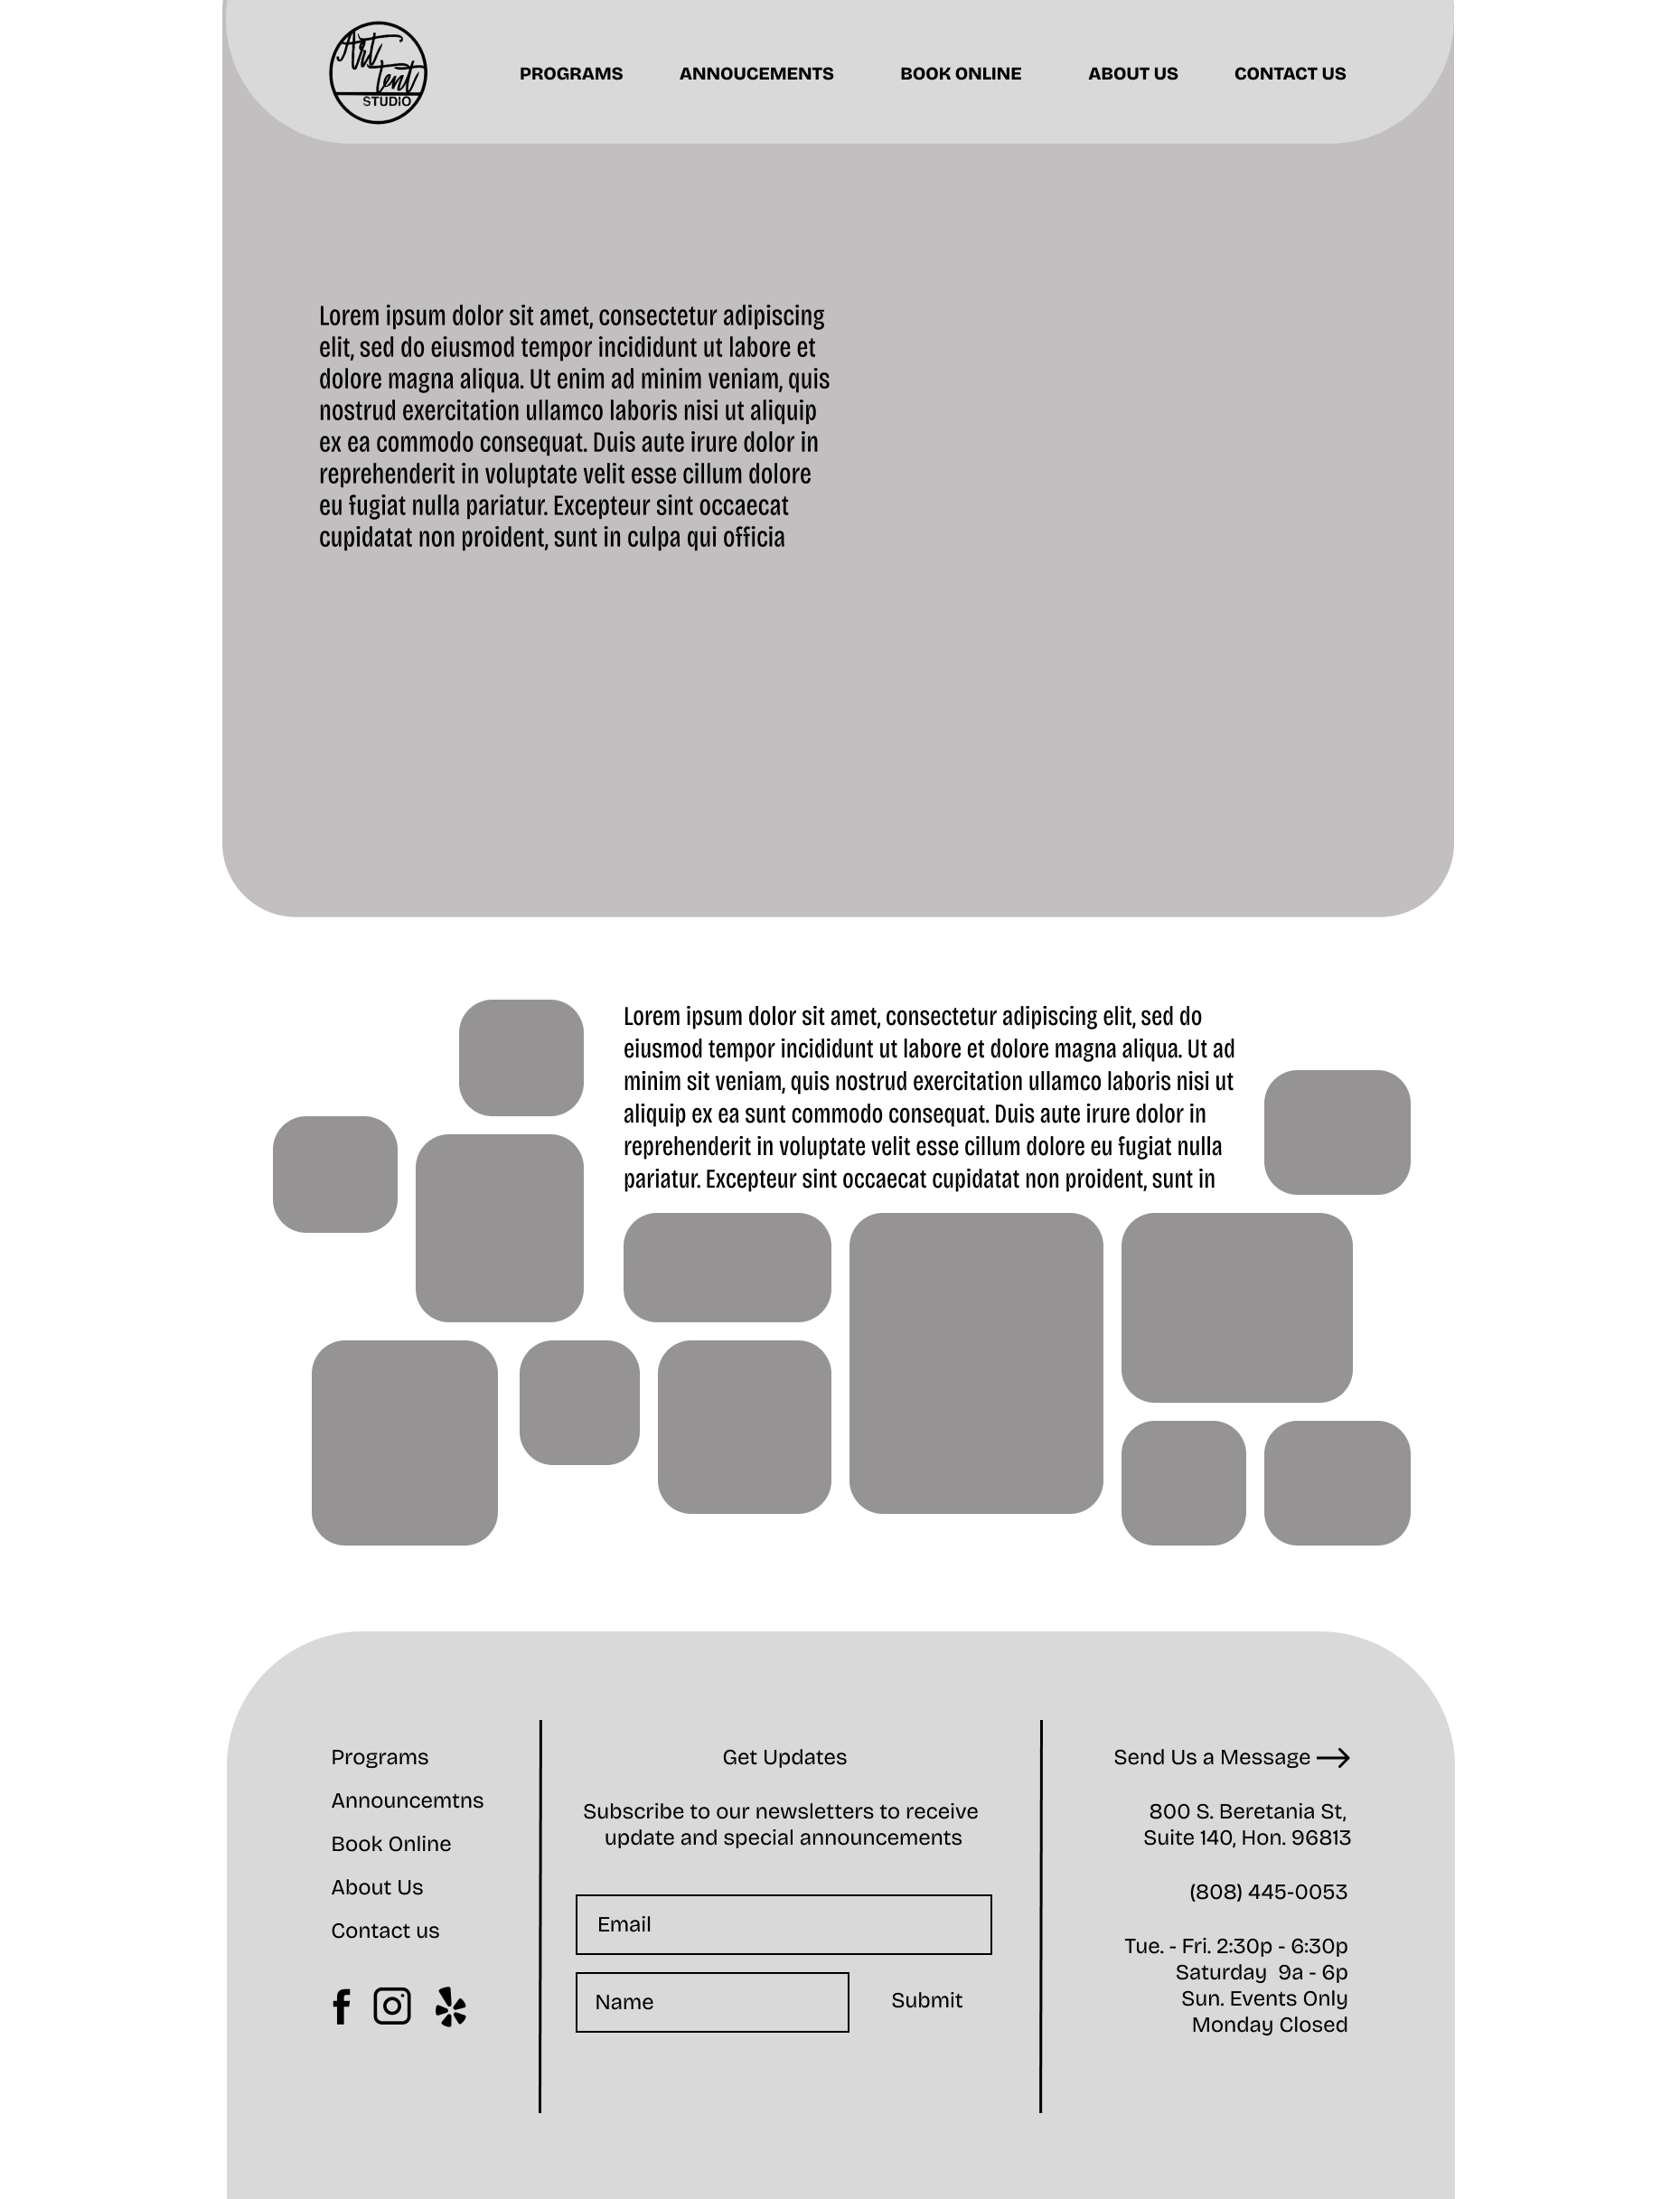 Art
Tent
STUDIO
PROGRAMS ANNOUCEMENTS BOOK ONLINE ABOUT US CONTACT US
Lorem ipsum dolor sit amet, consectetur adipiscing
elit, sed do eiusmod tempor incididunt ut labore et
dolore magna aliqua. Ut enim ad minim veniam, quis
nostrud exercitation ullamco laboris nisi ut aliquip
ex ea commodo consequat. Duis aute irure dolor in
reprehenderit in voluptate velit esse cillum dolore
eu fugiat nulla pariatur. Excepteur sint occaecat
cupidatat non proident, sunt in culpa qui officia
Lorem ipsum dolor sit amet, consectetur adipiscing elit, sed do
eiusmod tempor incididunt ut labore et dolore magna aliqua. Ut ad
minim sit veniam, quis nostrud exercitation ullamco laboris nisi ut
aliquip ex ea sunt commodo consequat. Duis aute irure dolor in
reprehenderit in voluptate velit esse cillum dolore eu fugiat nulla
pariatur. Excepteur sint occaecat cupidatat non proident, sunt in
Programs
Announcemtns
Book Online
About Us
Contact us
Get Updates
Subscribe to our newsletters to receive
update and special announcements
Email
Name
Submit
Send Us a Message
800 S. Beretania St,
Suite 140, Hon. 96813
(808) 445-0053
Tue. - Fri. 2:30p - 6:30p
Saturday 9a - 6p
Sun. Events Only
Monday Closed